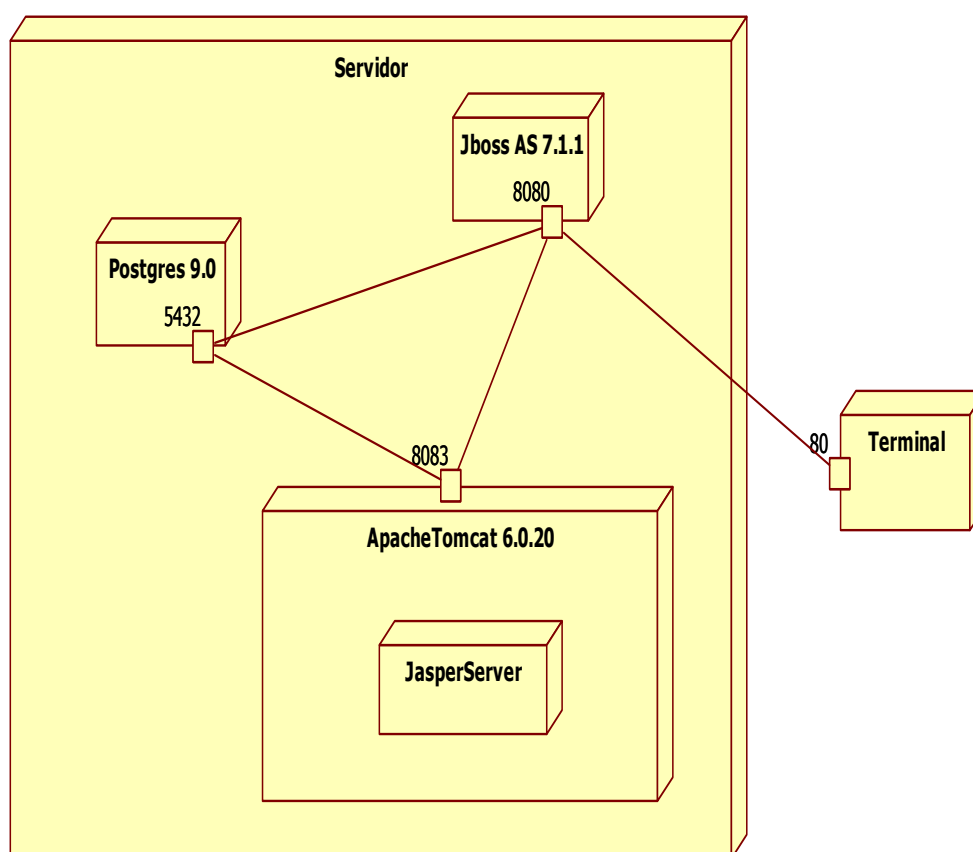 Servidor
Jboss AS 7.1.1
8080
Postgres 9.0
5432
80
Terminal
8083
ApacheTomcat 6.0.20
JasperServer